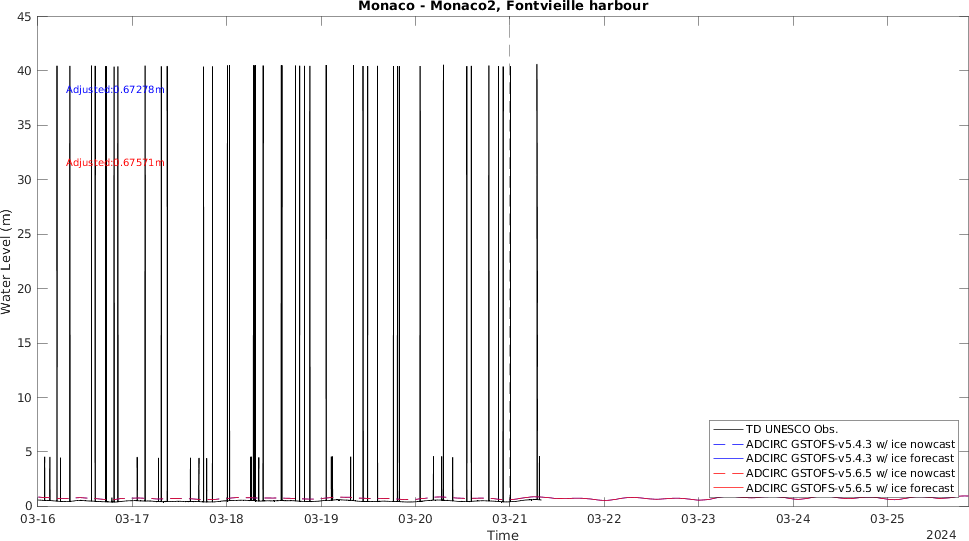 Monaco - Monaco2, Fontvieille harbour
45
40
35
30
25
20
15
10
5
0
Water Level (m)
Adjusted:0.67278m
Adjusted:0.67571m
TD UNESCO Obs.
ADCIRC GSTOFS-v5.4.3 w/ ice nowcast
ADCIRC GSTOFS-v5.4.3 w/ ice forecast
ADCIRC GSTOFS-v5.6.5 w/ ice nowcast
ADCIRC GSTOFS-v5.6.5 w/ ice forecast
03-16 03-17 03-18 03-19 03-20 03-21 03-22 03-23 03-24 03-25
Time
2024